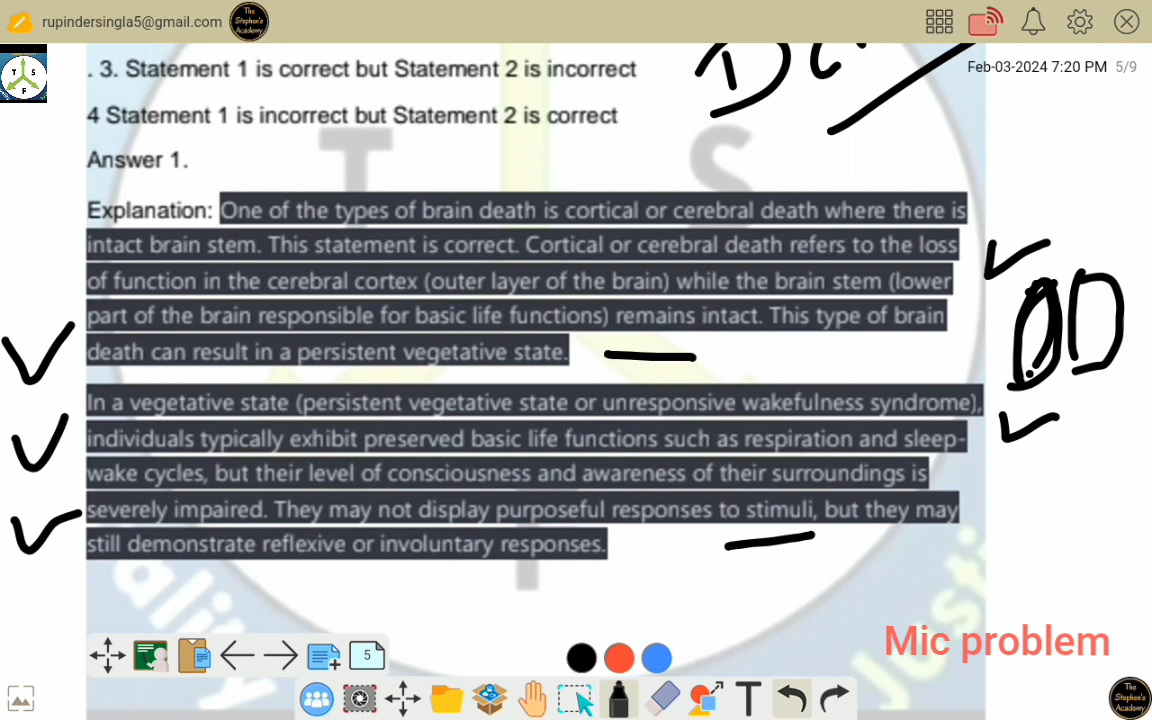 rupindersingla5@gmail.com
The Stephen's Academy
Feb-03-2024 7:20 PM 5/9
T S F
. 3. Statement 1 is correct but Statement 2 is incorrect
4 Statement 1 is incorrect but Statement 2 is correct
Answer 1.
Explanation: One of the types of brain death is cortical or cerebral death where there is
intact brain stem. This statement is correct. Cortical or cerebral death refers to the loss
of function in the cerebral cortex (outer layer of the brain) while the brain stem (lower
part of the brain responsible for basic life functions) remains intact. This type of brain
death can result in a persistent vegetative state.
In a vegetative state (persistent vegetative state or unresponsive wakefulness syndrome),
individuals typically exhibit preserved basic life functions such as respiration and sleep-
wake cycles, but their level of consciousness and awareness of their surroundings is
severely impaired. They may not display purposeful responses to stimuli, but they may
still demonstrate reflexive or involuntary responses.
T S
Mic problem
5
The Stephen's Academy